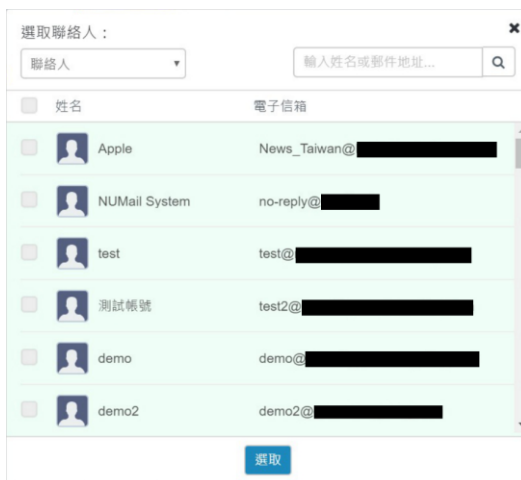 選取聯絡人：
聯絡人
輸入姓名或郵件地址...
姓名 電子信箱
Apple News_Taiwan@
NUMail System no-reply@
test test@
測試帳號 test2@
demo demo@
demo2 demo2@
選取